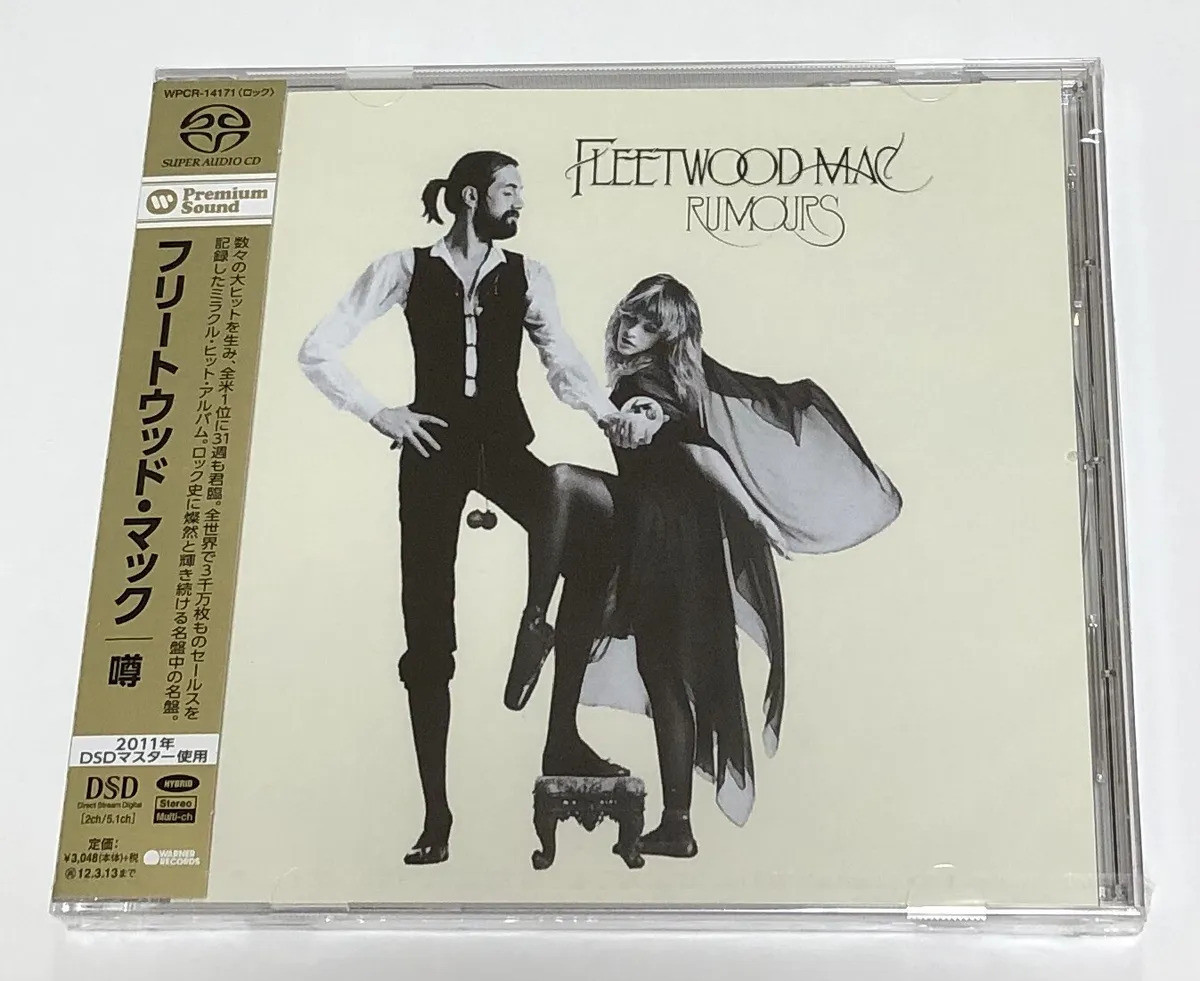 WPCR-14171〈ロック〉
SUPER AUDIO CD
Premium
Sound
フリートウッド・マック｜噂
数々の大ヒットを生み、全米1位に31週も君臨。全世界で3千万枚ものセールスを
記録したミラクル・ヒット・アルバム。ロック史に燦然と輝き続ける名盤中の名盤。
2011年
DSDマスター使用
DSD
Direct Stream Digital
[2ch/5.1ch]
HYBRID
Stereo
Multi-ch
定価:
¥3,048(本体)+税
12.3.13まで
WARNER
RECORDS
FLEETWOOD MAC
RUMOURS